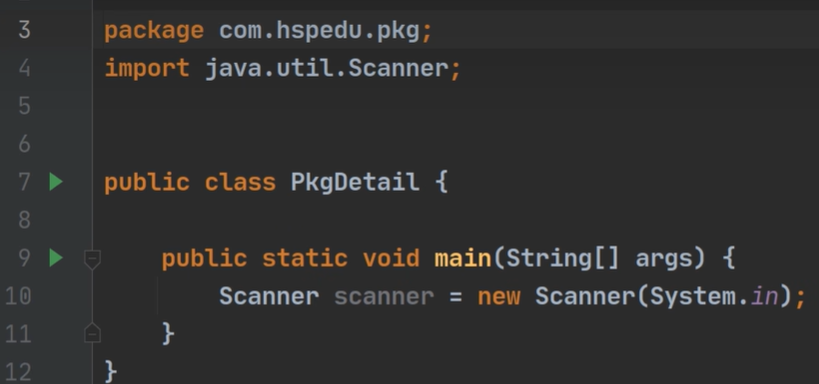 3 package com.hspedu.pkg;
4 import java.util.Scanner;
5
6
7 public class PkgDetail {
8
9     public static void main(String[] args) {
10         Scanner scanner = new Scanner(System.in);
11     }
12 }